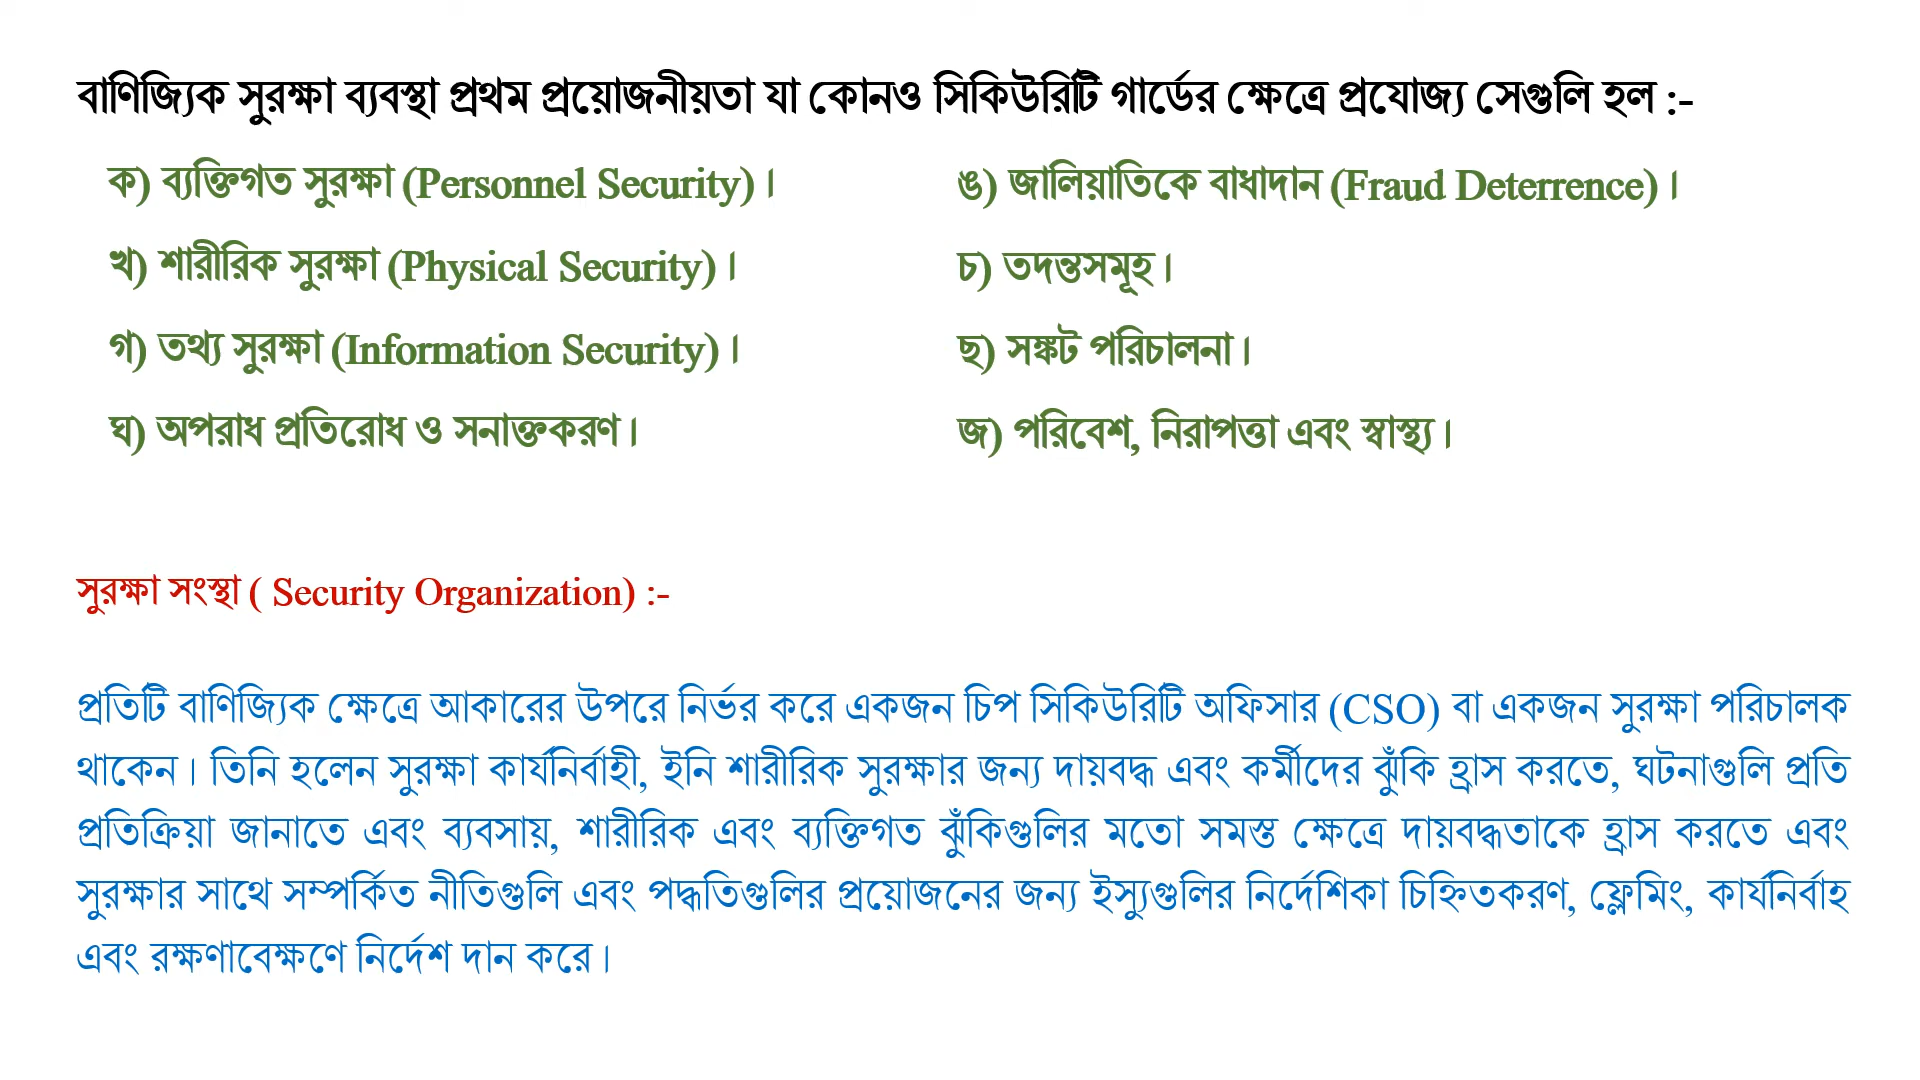 বাণিজ্যিক সুরক্ষা ব্যবস্থা প্রথম প্রয়োজনীয়তা যা কোনও সিকিউরিটি গার্ডের ক্ষেত্রে প্রযোজ্য সেগুলি হল :-
ক) ব্যক্তিগত সুরক্ষা (Personnel Security)।
খ) শারীরিক সুরক্ষা (Physical Security)।
গ) তথ্য সুরক্ষা (Information Security)।
ঘ) অপরাধ প্রতিরোধ ও সনাক্তকরণ।
ঙ) জালিয়াতিকে বাধাদান (Fraud Deterrence)।
চ) তদন্তসমূহ।
ছ) সঙ্কট পরিচালনা।
জ) পরিবেশ, নিরাপত্তা এবং স্বাস্থ্য।
সুরক্ষা সংস্থা ( Security Organization) :-
প্রতিটি বাণিজ্যিক ক্ষেত্রে আকারের উপরে নির্ভর করে একজন চিপ সিকিউরিটি অফিসার (CSO) বা একজন সুরক্ষা পরিচালক
থাকেন। তিনি হলেন সুরক্ষা কার্যনির্বাহী, ইনি শারীরিক সুরক্ষার জন্য দায়বদ্ধ এবং কর্মীদের ঝুঁকি হ্রাস করতে, ঘটনাগুলি প্রতি
প্রতিক্রিয়া জানাতে এবং ব্যবসায়, শারীরিক এবং ব্যক্তিগত ঝুঁকিগুলির মতো সমস্ত ক্ষেত্রে দায়বদ্ধতাকে হ্রাস করতে এবং
সুরক্ষার সাথে সম্পর্কিত নীতিগুলি এবং পদ্ধতিগুলির প্রয়োজনের জন্য ইস্যুগুলির নির্দেশিকা চিহ্নিতকরণ, ফ্লেমিং, কার্যনির্বাহ
এবং রক্ষণাবেক্ষণে নির্দেশ দান করে।